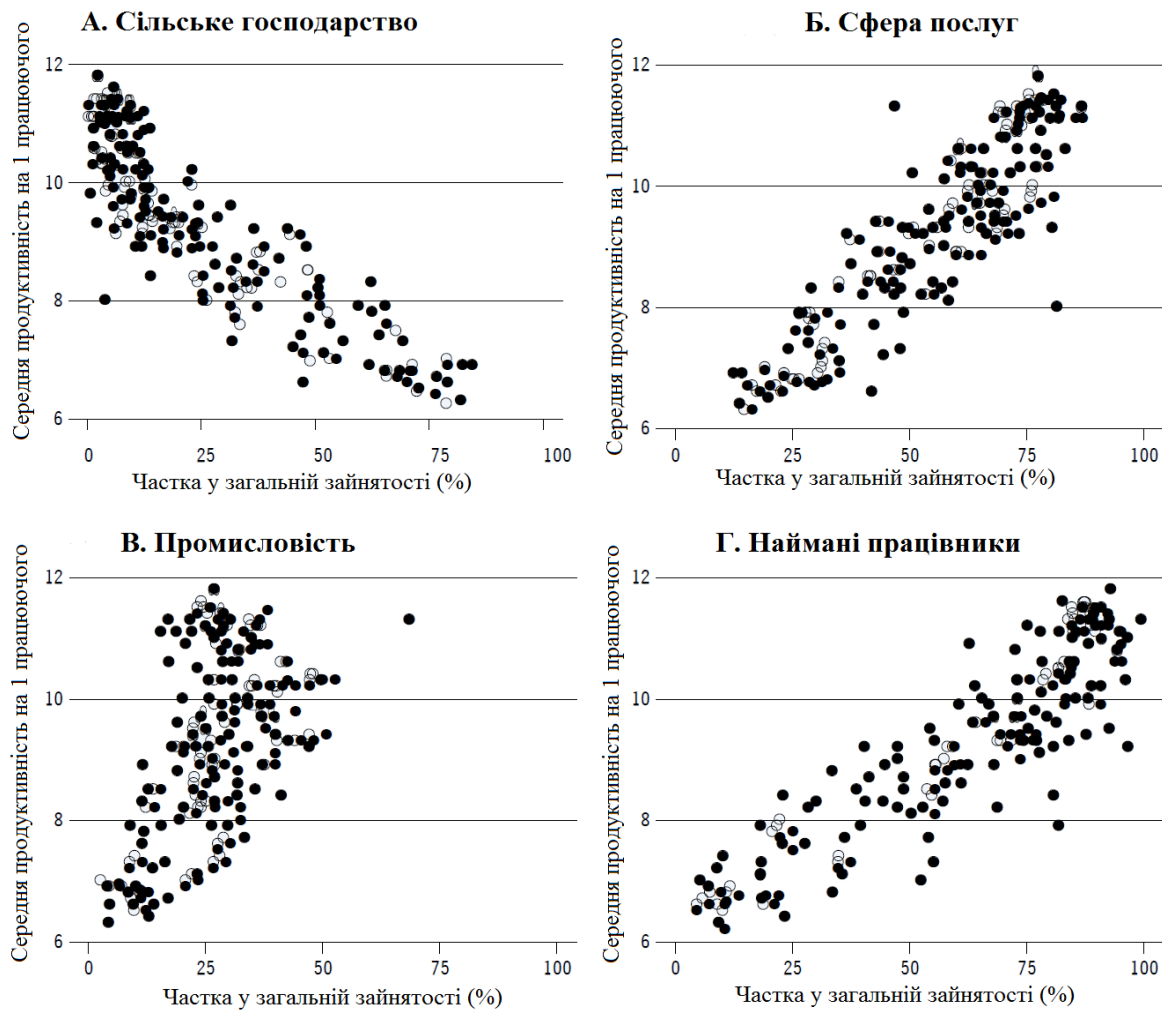 А. Сільське господарство
Середня продуктивність на 1 працюючого
12
10
8
6
0 25 50 75 100
Частка у загальній зайнятості (%)
Б. Сфера послуг
Середня продуктивність на 1 працюючого
12
10
8
6
0 25 50 75 100
Частка у загальній зайнятості (%)
В. Промисловість
Середня продуктивність на 1 працюючого
12
10
8
6
0 25 50 75 100
Частка у загальній зайнятості (%)
Г. Наймані працівники
Середня продуктивність на 1 працюючого
12
10
8
6
0 25 50 75 100
Частка у загальній зайнятості (%)